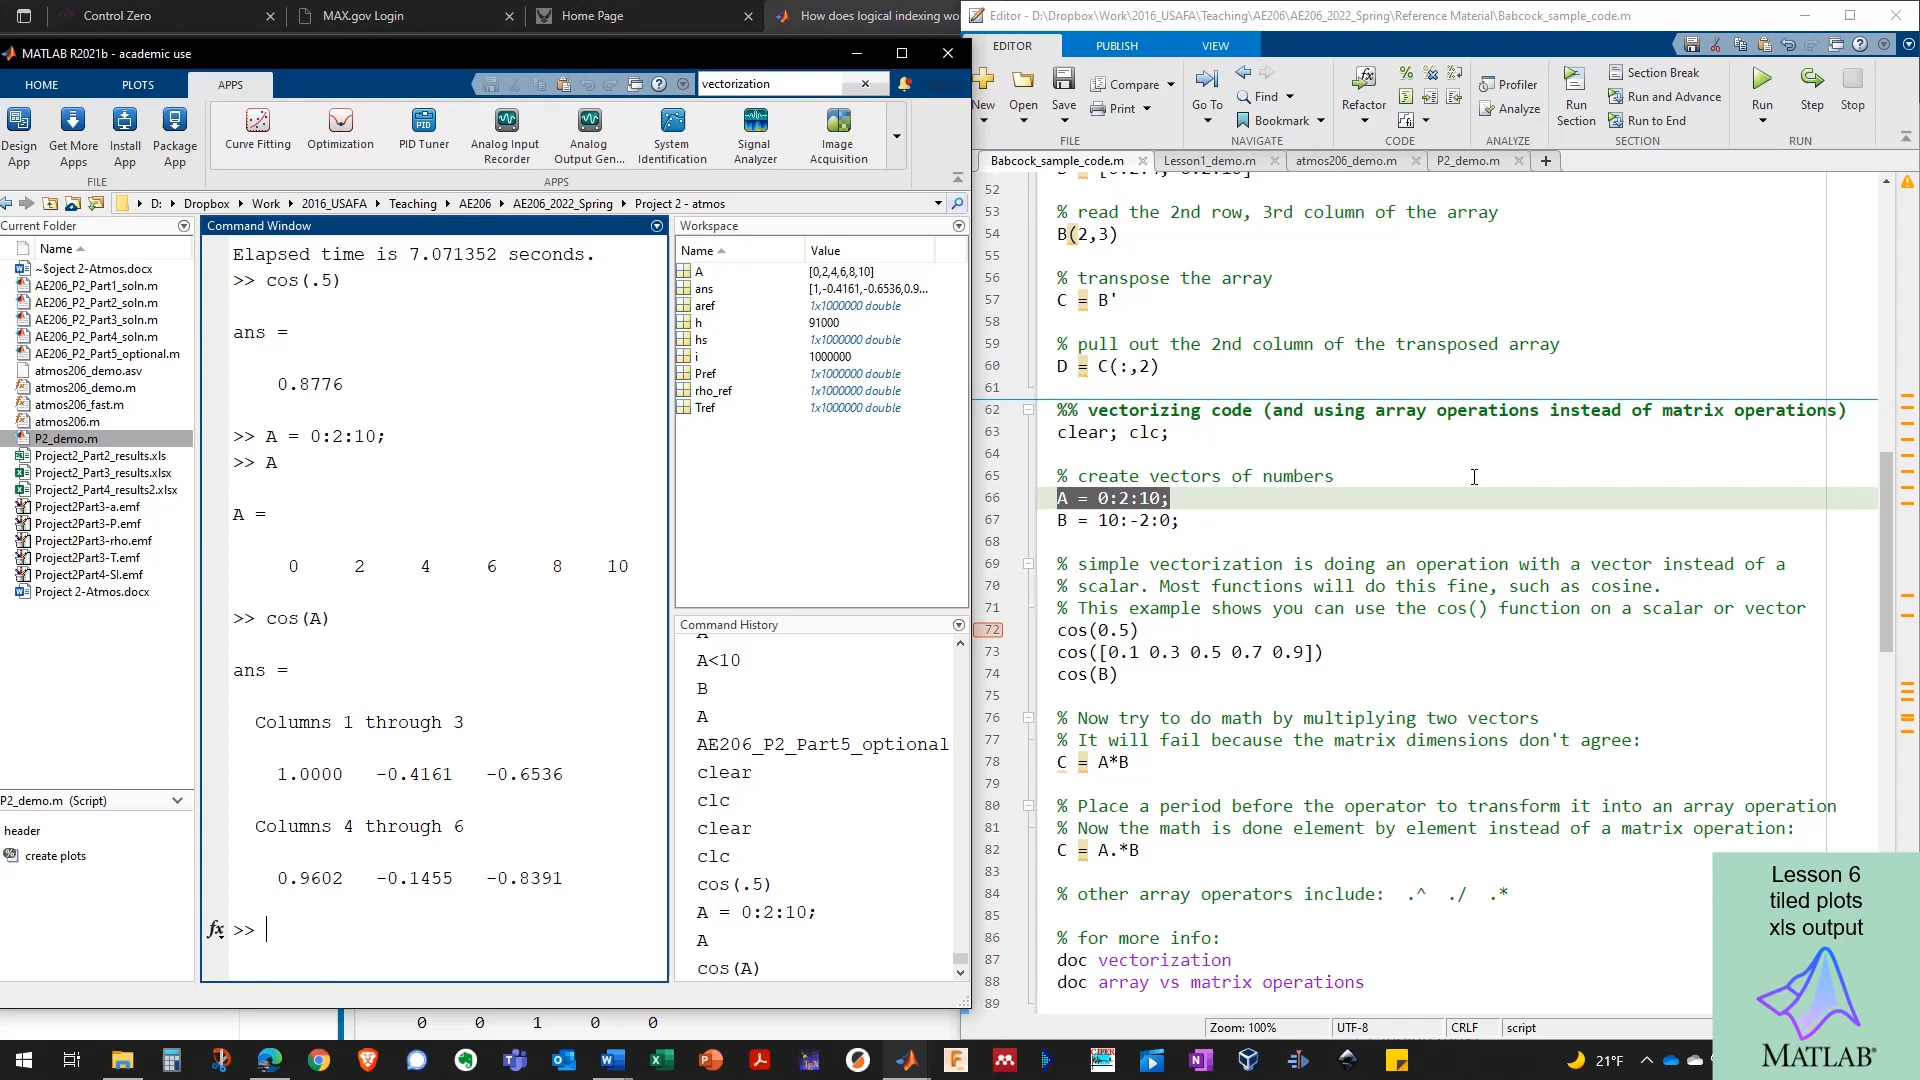 Control Zero
MAX.gov Login
Home Page
How does logical indexing wo
MATLAB R2021b - academic use
HOME
PLOTS
APPS
vectorization
Design App
Get More Apps
Install App
Package App
FILE
Curve Fitting
Optimization
PID Tuner
Analog Input Recorder
Analog Output Gen...
System Identification
Signal Analyzer
Image Acquisition
APPS
D: Dropbox Work 2016_USAFA Teaching AE206 AE206_2022_Spring Project 2 - atmos
Current Folder
Name
~$oject 2-Atmos.docx
AE206_P2_Part1_soln.m
AE206_P2_Part2_soln.m
AE206_P2_Part3_soln.m
AE206_P2_Part4_soln.m
AE206_P2_Part5_optional.m
atmos206_demo.asv
atmos206_demo.m
atmos206_fast.m
atmos206.m
P2_demo.m
Project2_Part2_results.xls
Project2_Part3_results.xlsx
Project2_Part4_results2.xlsx
Project2Part3-a.emf
Project2Part3-P.emf
Project2Part3-rho.emf
Project2Part3-T.emf
Project2Part4-SI.emf
Project 2-Atmos.docx
P2_demo.m (Script)
header
create plots
Command Window
Elapsed time is 7.071352 seconds.
>> cos(.5)
ans =
0.8776
>> A = 0:2:10;
>> A
A =
0 2 4 6 8 10
>> cos(A)
ans =
Columns 1 through 3
1.0000 -0.4161 -0.6536
Columns 4 through 6
0.9602 -0.1455 -0.8391
fx >>
0 0 1 0 0
Workspace
Name Value
A [0,2,4,6,8,10]
ans [1,-0.4161,-0.6536,0.9...
aref 1x1000000 double
h 91000
hs 1x1000000 double
i 1000000
Pref 1x1000000 double
rho_ref 1x1000000 double
Tref 1x1000000 double
Command History
A
A<10
B
A
AE206_P2_Part5_optional
clear
clc
clear
clc
cos(.5)
A = 0:2:10;
A
cos(A)
Editor - D:\Dropbox\Work\2016_USAFA\Teaching\AE206\AE206_2022_Spring\Reference Material\Babcock_sample_code.m
EDITOR
PUBLISH
VIEW
New
Open
Save
Compare
Print
FILE
Go To
Find
Bookmark
NAVIGATE
Refactor
CODE
Profiler
Analyze
ANALYZE
Run Section
Section Break
Run and Advance
Run to End
SECTION
Run
Step
Stop
RUN
Babcock_sample_code.m
Lesson1_demo.m
atmos206_demo.m
P2_demo.m
52
53 % read the 2nd row, 3rd column of the array
54 B(2,3)
55
56 % transpose the array
57 C = B'
58
59 % pull out the 2nd column of the transposed array
60 D = C(:,2)
61
62 %% vectorizing code (and using array operations instead of matrix operations)
63 clear; clc;
64
65 % create vectors of numbers
66 A = 0:2:10;
67 B = 10:-2:0;
68
69 % simple vectorization is doing an operation with a vector instead of a
70 % scalar. Most functions will do this fine, such as cosine.
71 % This example shows you can use the cos() function on a scalar or vector
72 cos(0.5)
73 cos([0.1 0.3 0.5 0.7 0.9])
74 cos(B)
75
76 % Now try to do math by multiplying two vectors
77 % It will fail because the matrix dimensions don't agree:
78 C = A*B
79
80 % Place a period before the operator to transform it into an array operation
81 % Now the math is done element by element instead of a matrix operation:
82 C = A.*B
83
84 % other array operators include: .^ ./ .*
85
86 % for more info:
87 doc vectorization
88 doc array vs matrix operations
89
Zoom: 100%
UTF-8
CRLF
script
Lesson 6
tiled plots
xls output
MATLAB
21°F